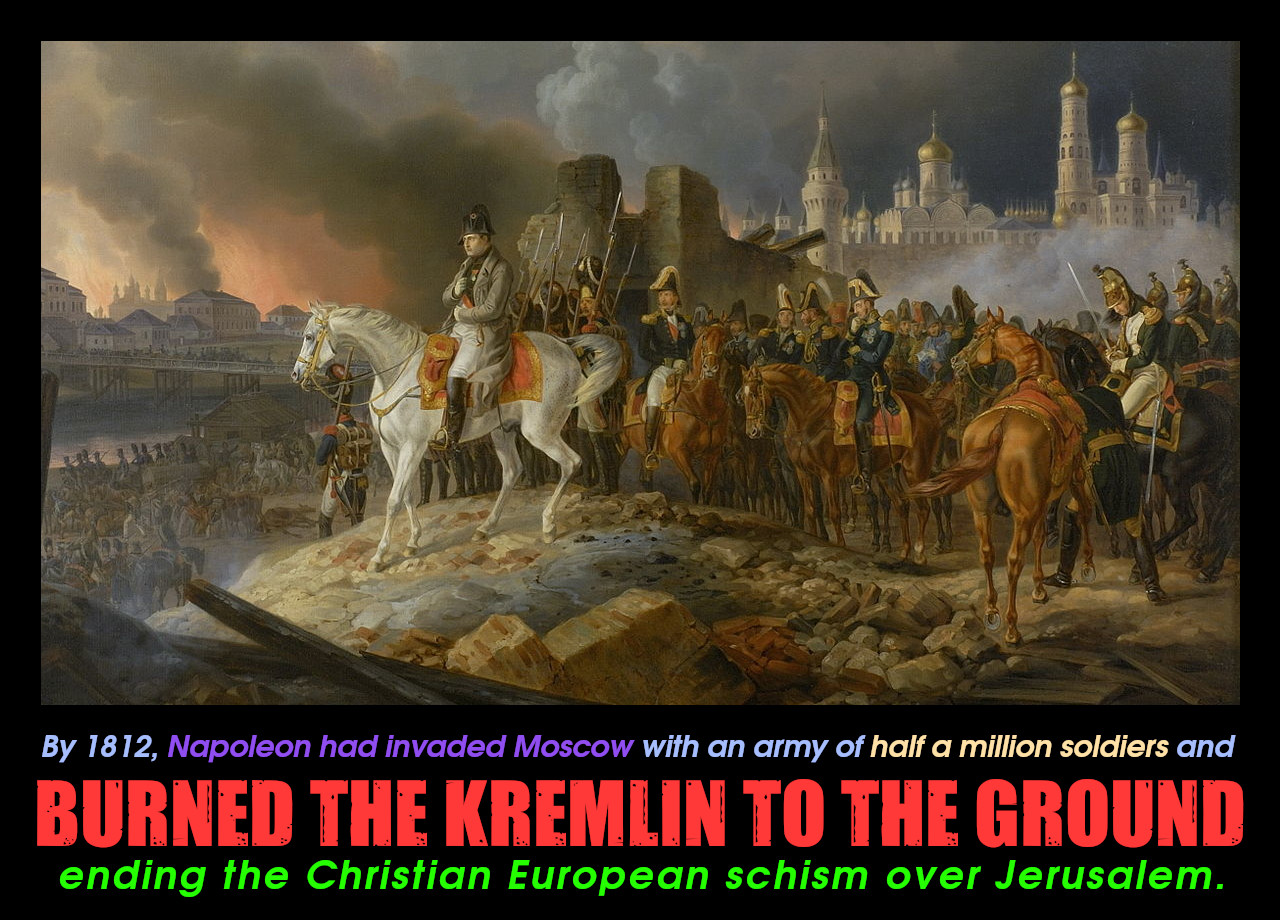 By 1812, Napoleon had invaded Moscow with an army of half a million soldiers and
BURNED THE KREMLIN TO THE GROUND
ending the Christian European schism over Jerusalem.